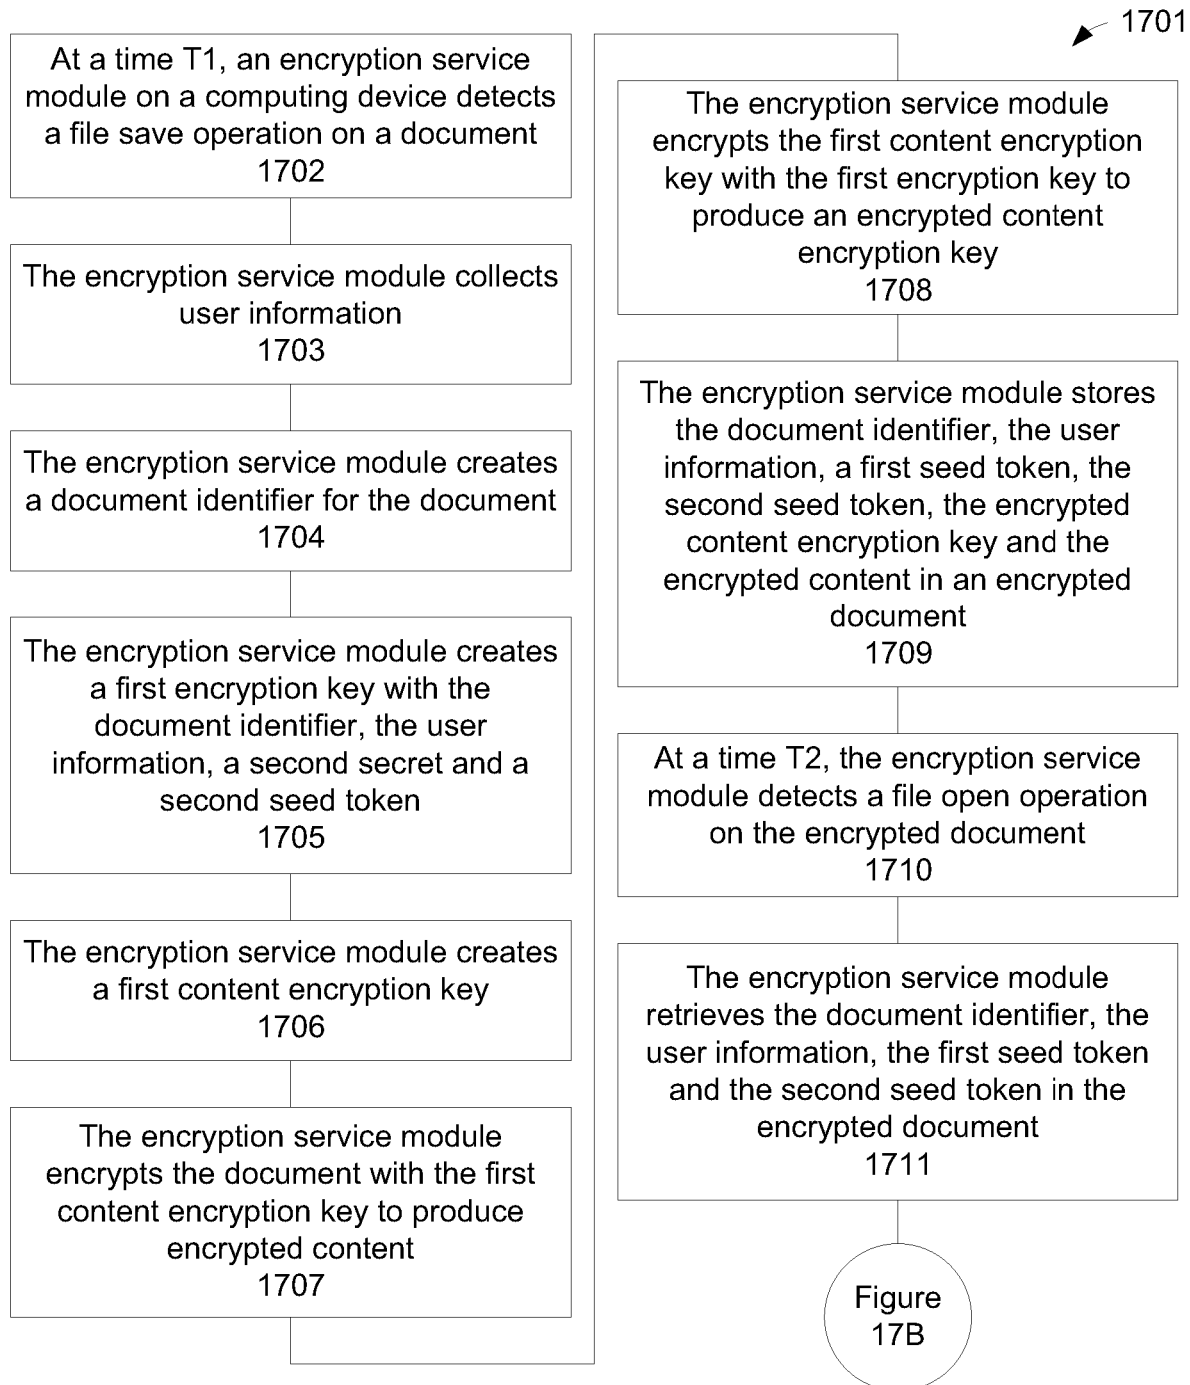 1701
At a time T1, an encryption service
module on a computing device detects
a file save operation on a document
1702
The encryption service module collects
user information
1703
The encryption service module creates
a document identifier for the document
1704
The encryption service module creates
a first encryption key with the
document identifier, the user
information, a second secret and a
second seed token
1705
The encryption service module creates
a first content encryption key
1706
The encryption service module
encrypts the document with the first
content encryption key to produce
encrypted content
1707
The encryption service module
encrypts the first content encryption
key with the first encryption key to
produce an encrypted content
encryption key
1708
The encryption service module stores
the document identifier, the user
information, a first seed token, the
second seed token, the encrypted
content encryption key and the
encrypted content in an encrypted
document
1709
At a time T2, the encryption service
module detects a file open operation
on the encrypted document
1710
The encryption service module
retrieves the document identifier, the
user information, the first seed token
and the second seed token in the
encrypted document
1711
Figure
17B